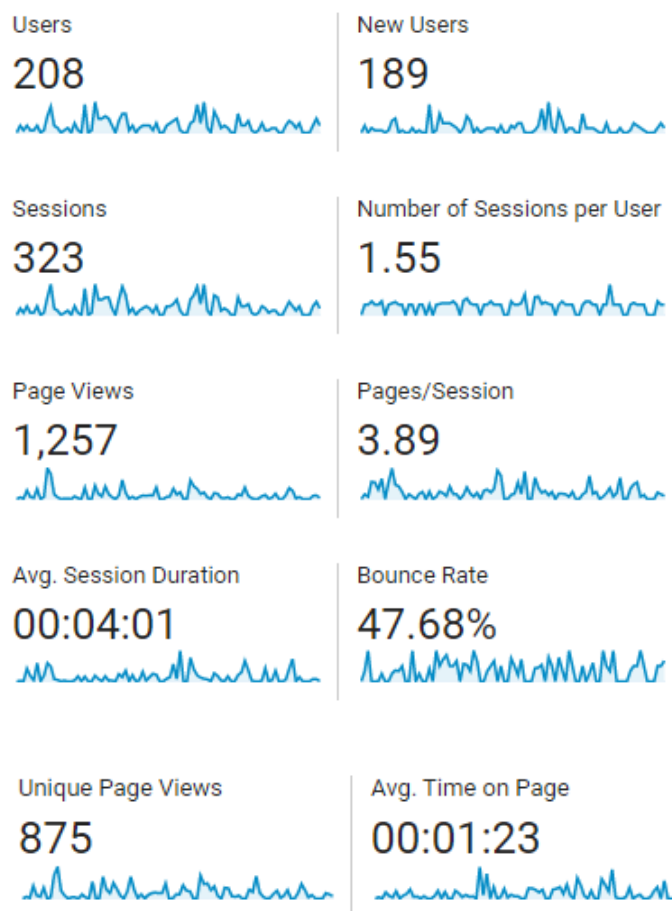 Users
New Users
208
189
Sessions
Number of Sessions per User
323
1.55
Page Views
Pages/Session
1,257
3.89
Avg. Session Duration
Bounce Rate
00:04:01
47.68%
Unique Page Views
Avg. Time on Page
875
00:01:23